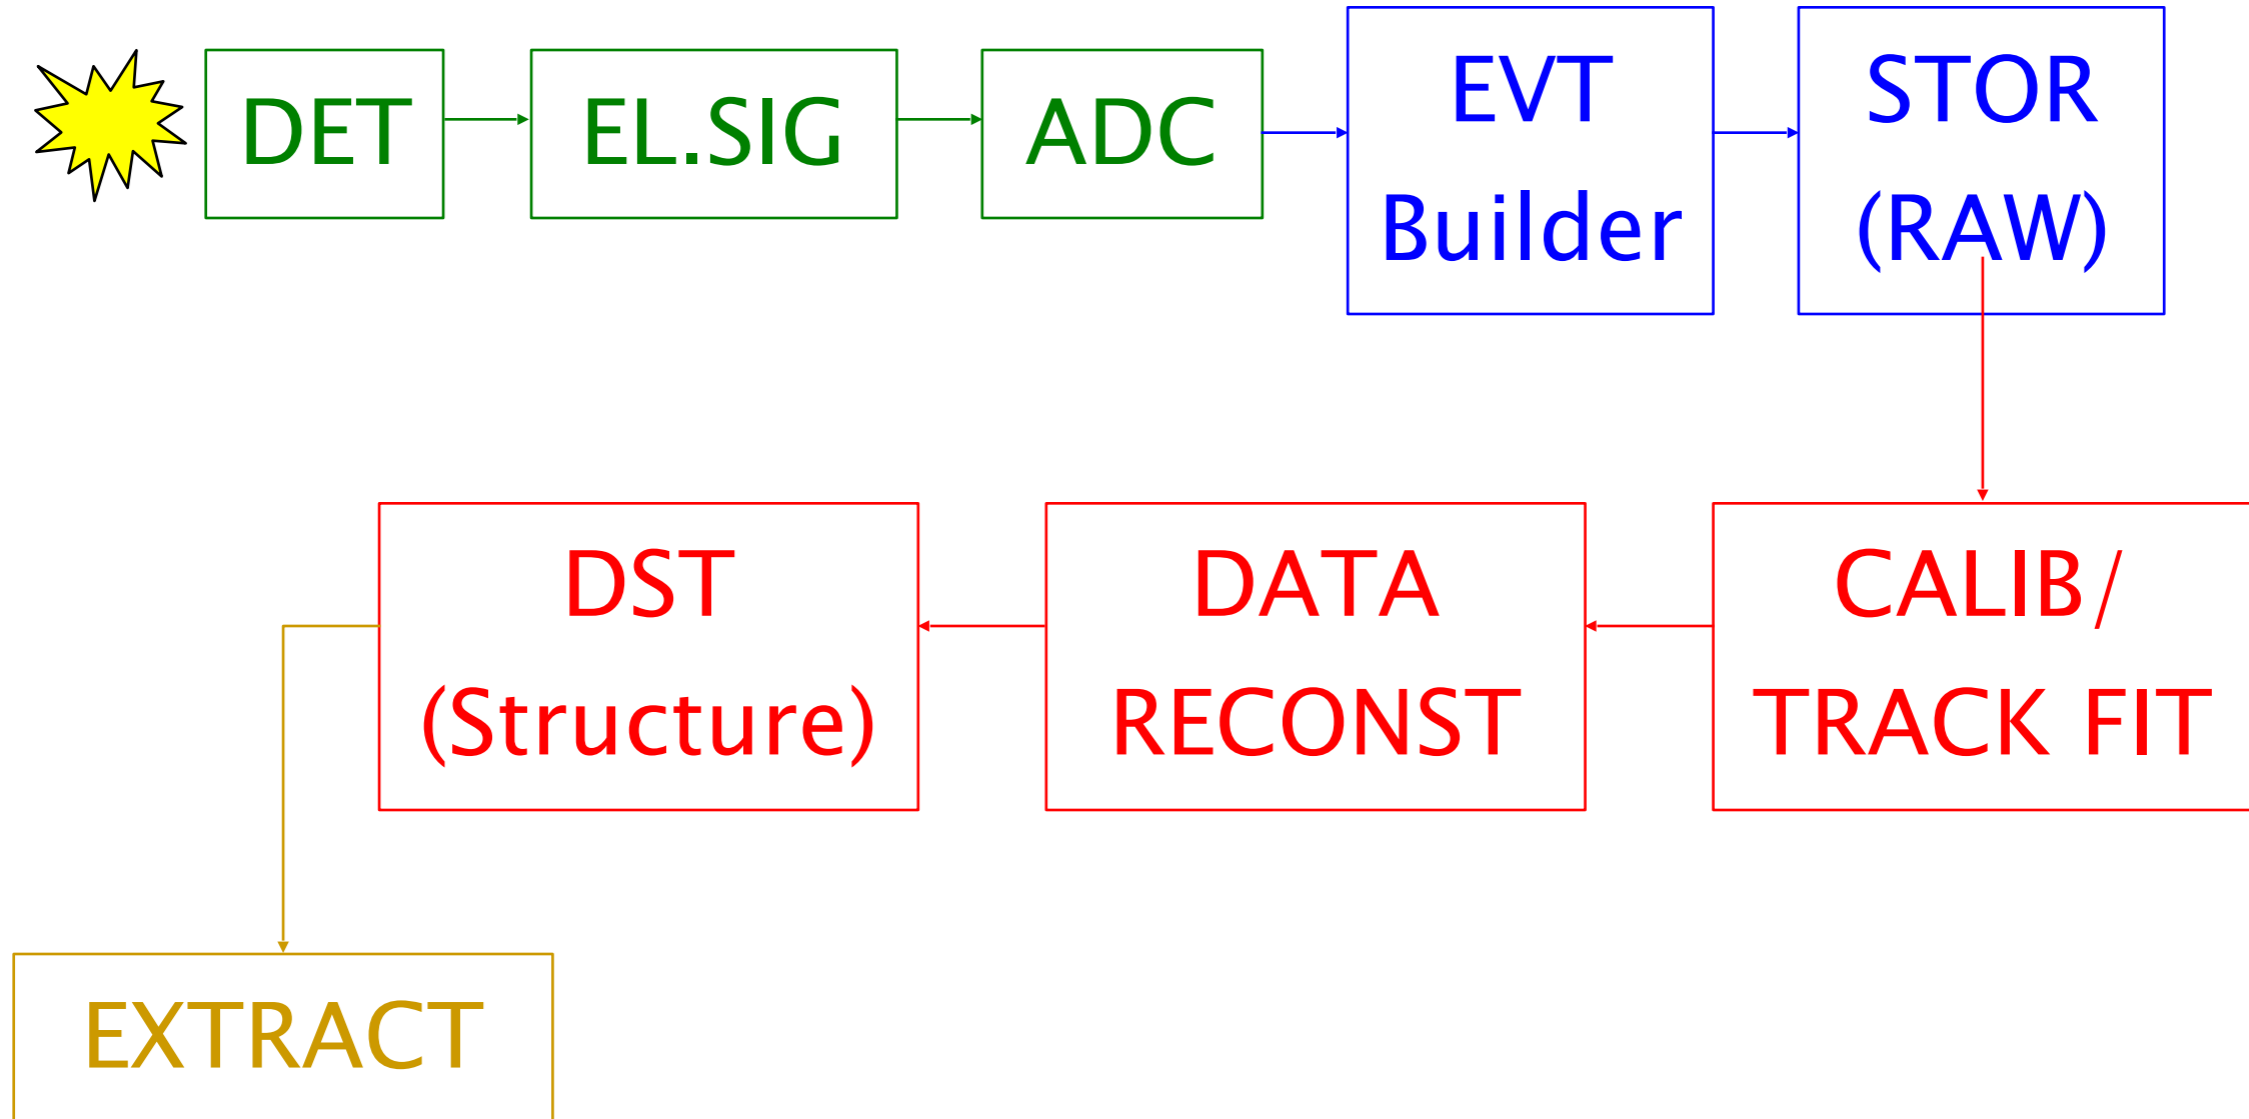 DET
EL.SIG
ADC
EVT
Builder
STOR
(RAW)
CALIB/
TRACK FIT
DATA
RECONST
DST
(Structure)
EXTRACT